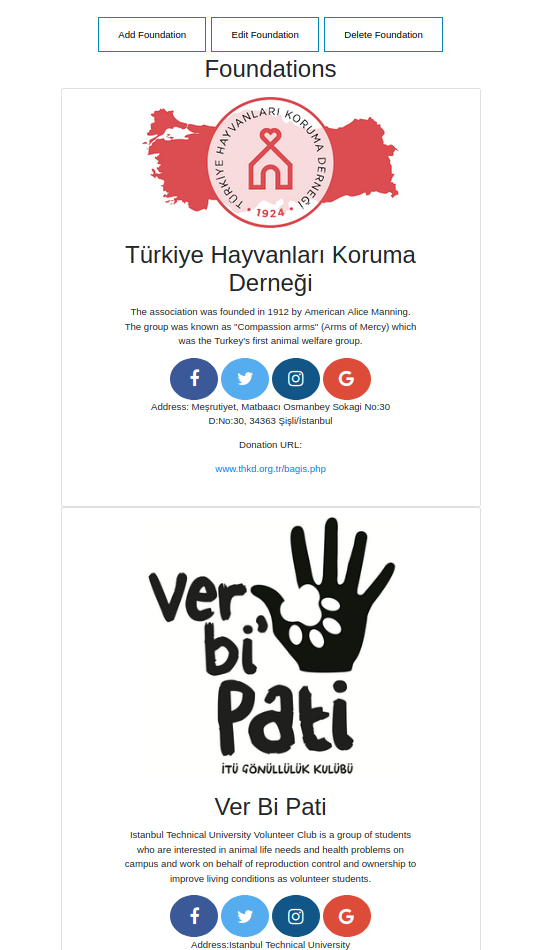 Add Foundation
Edit Foundation
Delete Foundation
Foundations
TÜRKİYE HAYVANLARI KORUMA DERNEĞİ
• 1924 •
Türkiye Hayvanları Koruma
Derneği
The association was founded in 1912 by American Alice Manning.
The group was known as "Compassion arms" (Arms of Mercy) which
was the Turkey's first animal welfare group.
Address: Meşrutiyet, Matbaacı Osmanbey Sokagi No:30
D:No:30, 34363 Şişli/İstanbul
Donation URL:
www.thkd.org.tr/bagis.php
Ver
bi'
Pati
İTÜ GÖNÜLLÜLÜK KULÜBÜ
Ver Bi Pati
Istanbul Technical University Volunteer Club is a group of students
who are interested in animal life needs and health problems on
campus and work on behalf of reproduction control and ownership to
improve living conditions as volunteer students.
Address:Istanbul Technical University